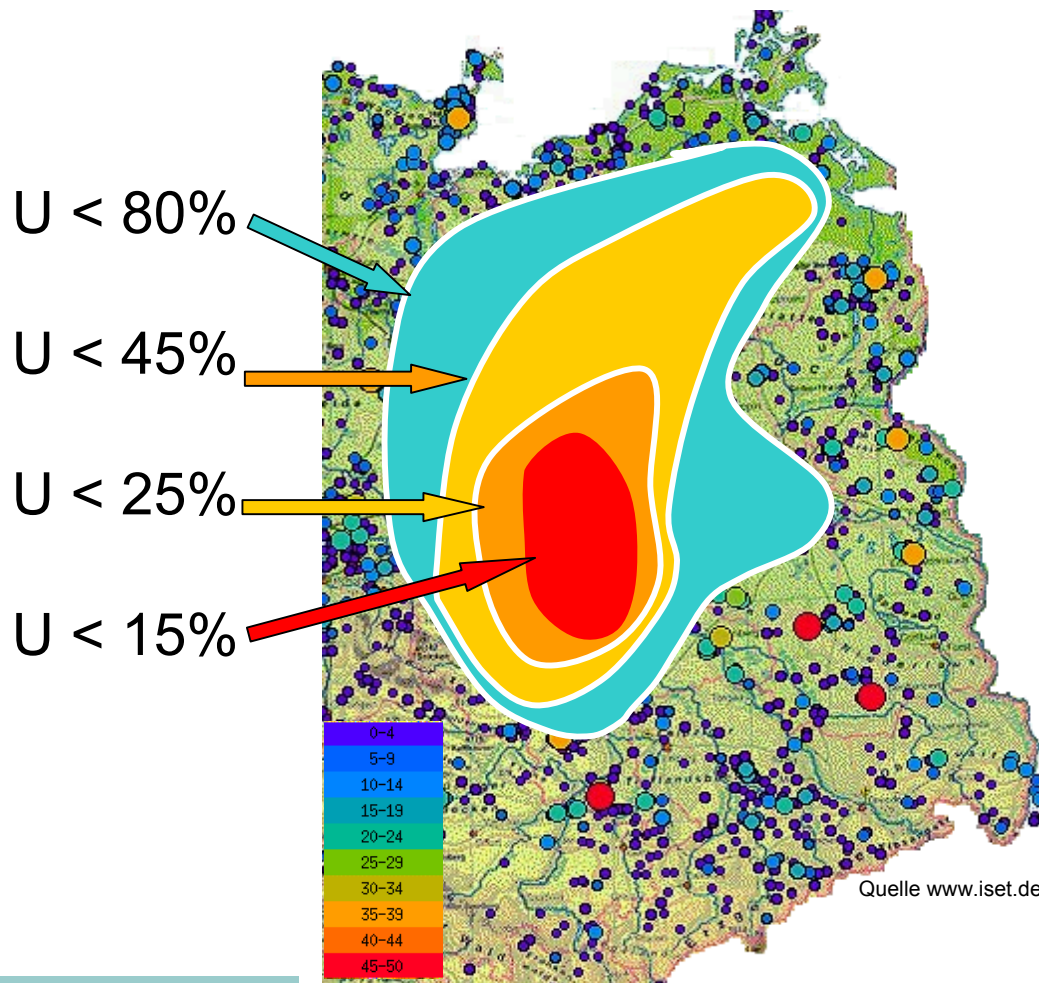 U < 80%
U < 45%
U < 25%
U < 15%
0-4
5-9
10-14
15-19
20-24
25-29
30-34
35-39
40-44
45-50
Quelle www.iset.de